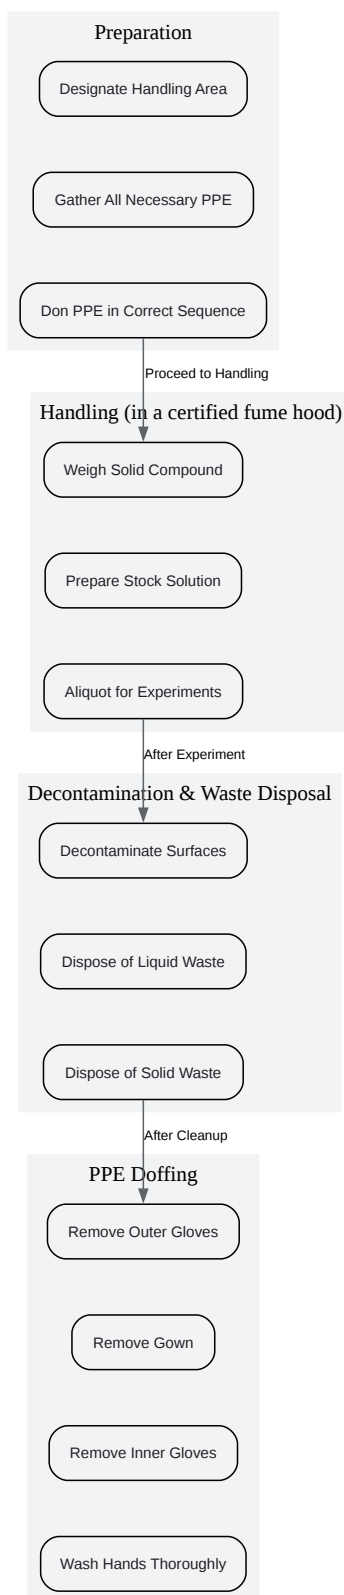 Preparation
Designate Handling Area
Gather All Necessary PPE
Don PPE in Correct Sequence
Proceed to Handling
Handling (in a certified fume hood)
Weigh Solid Compound
Prepare Stock Solution
Aliquot for Experiments
After Experiment
Decontamination & Waste Disposal
Decontaminate Surfaces
Dispose of Liquid Waste
Dispose of Solid Waste
After Cleanup
PPE Doffing
Remove Outer Gloves
Remove Gown
Remove Inner Gloves
Wash Hands Thoroughly